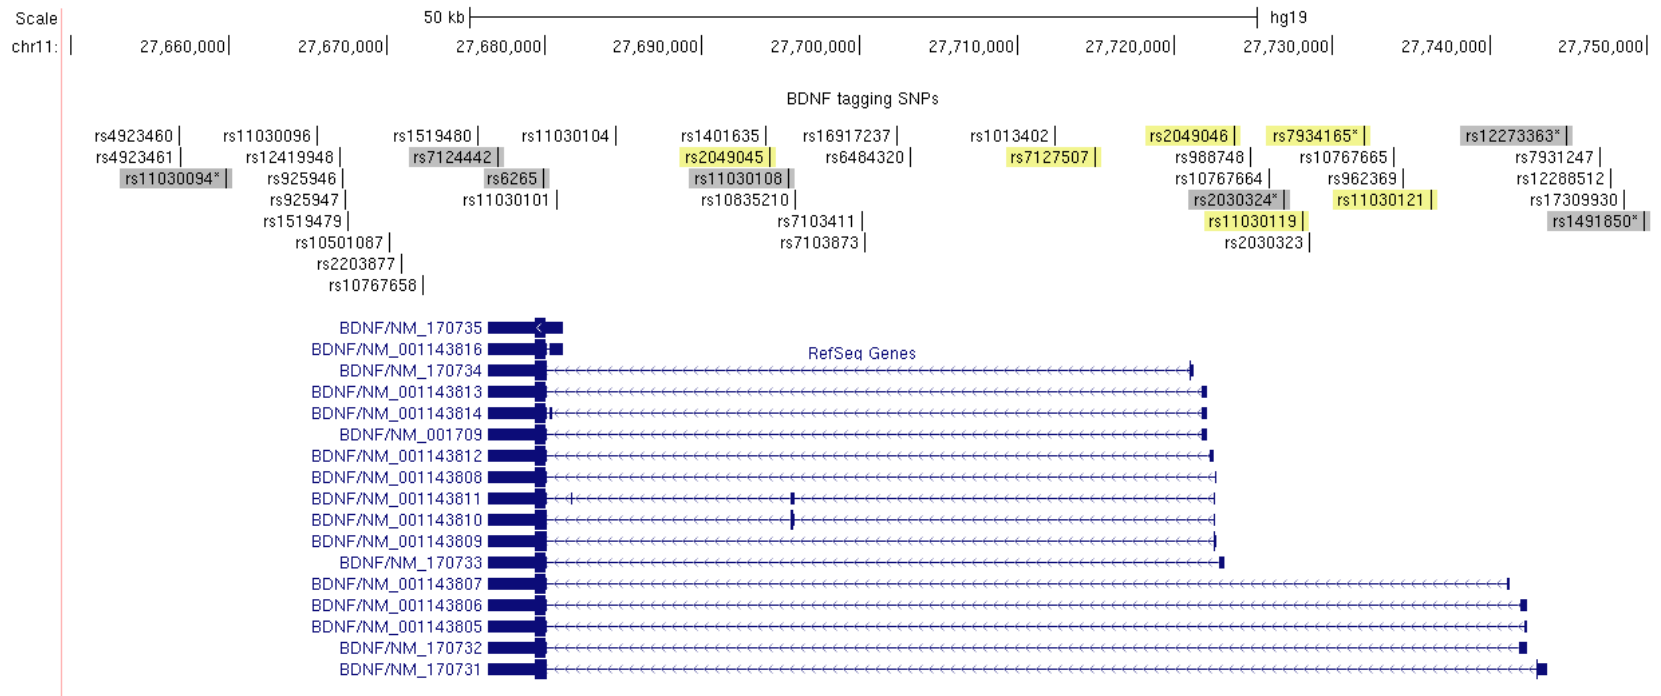 Scale 50 kb hg19
chr11: 27,660,000 27,670,000 27,680,000 27,690,000 27,700,000 27,710,000 27,720,000 27,730,000 27,740,000 27,750,000
BDNF tagging SNPs
rs4923460 rs11030096 rs1519480 rs11030104 rs1401635 rs16917237 rs1013402 rs2049046 rs7934165* rs12273363*
rs4923461 rs12419948 rs7124442 rs2049045 rs6484320 rs7127507 rs988748 rs10767665 rs7931247
rs11030094* rs925946 rs6265 rs11030108 rs10767664 rs962369 rs12288512
rs925947 rs11030101 rs10835210 rs2030324* rs11030121 rs17309930
rs1519479 rs7103411 rs11030119 rs1491850*
rs10501087 rs7103873 rs2030323
rs2203877
rs10767658
BDNF/NM_170735
BDNF/NM_001143816
RefSeq Genes
BDNF/NM_170734
BDNF/NM_001143813
BDNF/NM_001143814
BDNF/NM_001709
BDNF/NM_001143812
BDNF/NM_001143808
BDNF/NM_001143811
BDNF/NM_001143810
BDNF/NM_001143809
BDNF/NM_170733
BDNF/NM_001143807
BDNF/NM_001143806
BDNF/NM_001143805
BDNF/NM_170732
BDNF/NM_170731